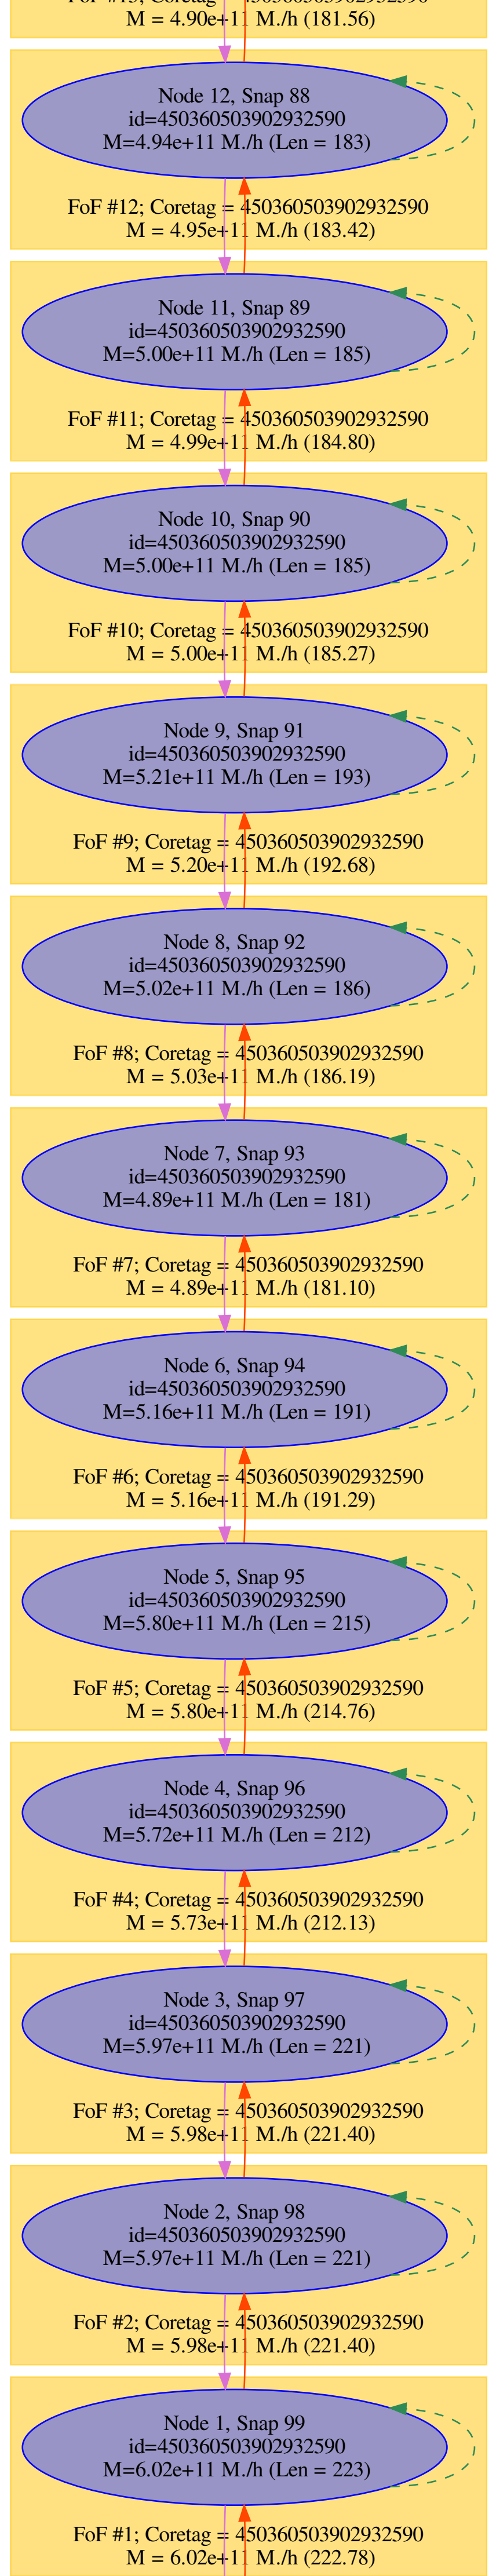 FoF #13; Coretag = 450360503902932590
M = 4.90e+11 M./h (181.56)
Node 12, Snap 88
id=450360503902932590
M=4.94e+11 M./h (Len = 183)
FoF #12; Coretag = 450360503902932590
M = 4.95e+11 M./h (183.42)
Node 11, Snap 89
id=450360503902932590
M=5.00e+11 M./h (Len = 185)
FoF #11; Coretag = 450360503902932590
M = 4.99e+11 M./h (184.80)
Node 10, Snap 90
id=450360503902932590
M=5.00e+11 M./h (Len = 185)
FoF #10; Coretag = 450360503902932590
M = 5.00e+11 M./h (185.27)
Node 9, Snap 91
id=450360503902932590
M=5.21e+11 M./h (Len = 193)
FoF #9; Coretag = 450360503902932590
M = 5.20e+11 M./h (192.68)
Node 8, Snap 92
id=450360503902932590
M=5.02e+11 M./h (Len = 186)
FoF #8; Coretag = 450360503902932590
M = 5.03e+11 M./h (186.19)
Node 7, Snap 93
id=450360503902932590
M=4.89e+11 M./h (Len = 181)
FoF #7; Coretag = 450360503902932590
M = 4.89e+11 M./h (181.10)
Node 6, Snap 94
id=450360503902932590
M=5.16e+11 M./h (Len = 191)
FoF #6; Coretag = 450360503902932590
M = 5.16e+11 M./h (191.29)
Node 5, Snap 95
id=450360503902932590
M=5.80e+11 M./h (Len = 215)
FoF #5; Coretag = 450360503902932590
M = 5.80e+11 M./h (214.76)
Node 4, Snap 96
id=450360503902932590
M=5.72e+11 M./h (Len = 212)
FoF #4; Coretag = 450360503902932590
M = 5.73e+11 M./h (212.13)
Node 3, Snap 97
id=450360503902932590
M=5.97e+11 M./h (Len = 221)
FoF #3; Coretag = 450360503902932590
M = 5.98e+11 M./h (221.40)
Node 2, Snap 98
id=450360503902932590
M=5.97e+11 M./h (Len = 221)
FoF #2; Coretag = 450360503902932590
M = 5.98e+11 M./h (221.40)
Node 1, Snap 99
id=450360503902932590
M=6.02e+11 M./h (Len = 223)
FoF #1; Coretag = 450360503902932590
M = 6.02e+11 M./h (222.78)